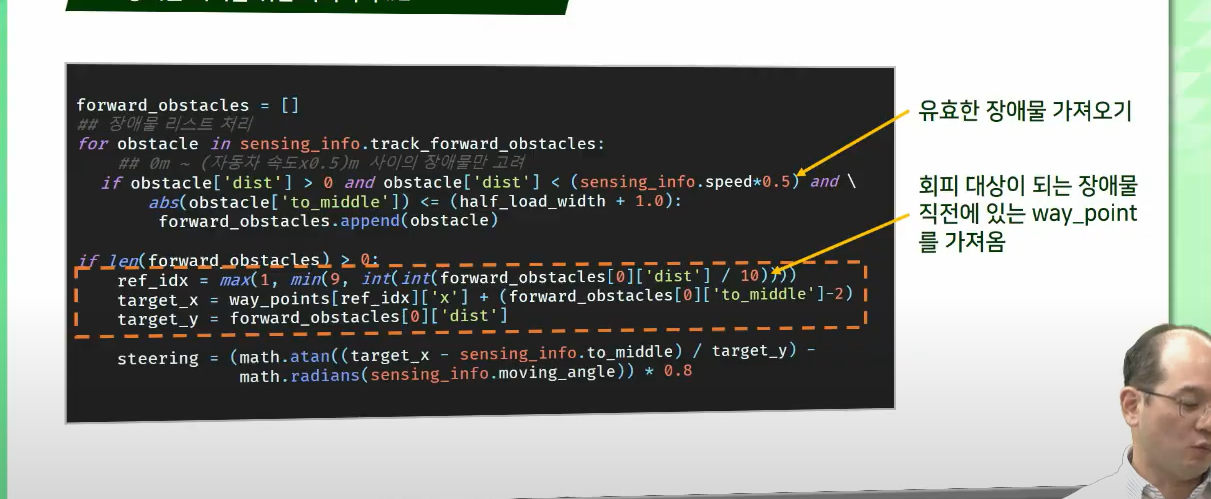 forward_obstacles = []
## 장애물 리스트 처리
for obstacle in sensing_info.track_forward_obstacles:
## 0m ~ (자동차 속도x0.5)m 사이의 장애물만 고려
if obstacle['dist'] > 0 and obstacle['dist'] < (sensing_info.speed*0.5) and \
abs(obstacle['to_middle']) <= (half_load_width + 1.0):
forward_obstacles.append(obstacle)
if len(forward_obstacles) > 0:
ref_idx = max(1, min(9, int(int(forward_obstacles[0]['dist'] / 10))))
target_x = way_points[ref_idx]['x'] + (forward_obstacles[0]['to_middle']-2)
target_y = forward_obstacles[0]['dist']
steering = (math.atan((target_x - sensing_info.to_middle) / target_y) -
math.radians(sensing_info.moving_angle)) * 0.8
유효한 장애물 가져오기
회피 대상이 되는 장애물
직전에 있는 way_point
를 가져옴